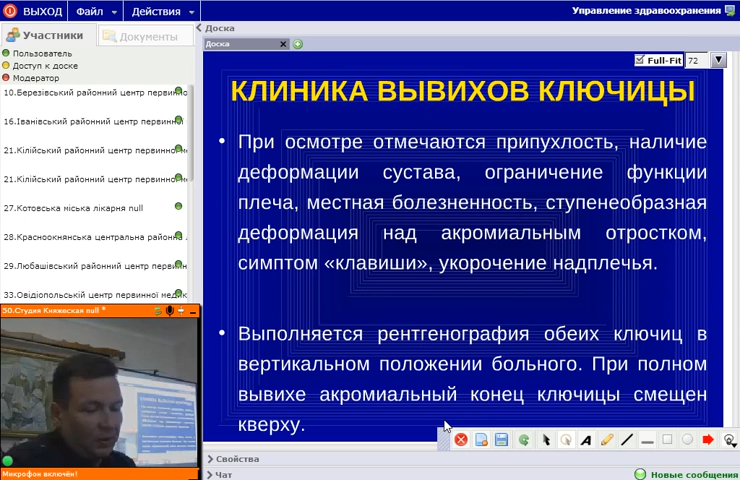 ВЫХОД Файл Действия Управление здравоохранения
Участники Документы
Доска
Доска
Пользователь
Доступ к доске
Модератор
Full-Fit 72
10.Березівський районний центр первинно
16.Іванівський районний центр первинної
21.Кілійський районний центр первинної м
21.Кілійський районний центр первинної м
27.Котовська міська лікарня null
28.Красноокнянська центральна районна
29.Любашівський районний центр первинн
33.Овідіопольській центр первинної медик
50.Студия Княжеская null *
Микрофон включён!
КЛИНИКА ВЫВИХОВ КЛЮЧИЦЫ
• При осмотре отмечаются припухлость, наличие
деформации сустава, ограничение функции
плеча, местная болезненность, ступенеобразная
деформация над акромиальным отростком,
симптом «клавиши», укорочение надплечья.
• Выполняется рентгенография обеих ключиц в
вертикальном положении больного. При полном
вывихе акромиальный конец ключицы смещен
кверху.
A
Свойства
Чат
Новые сообщения